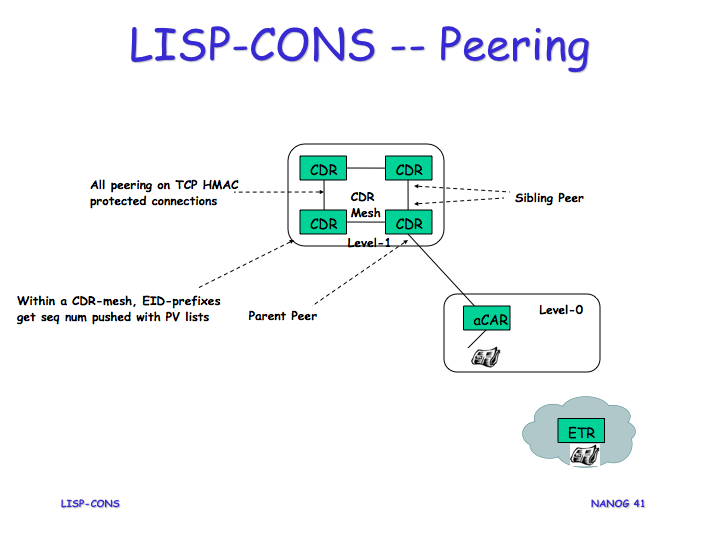 LISP-CONS -- Peering
CDR
CDR
All peering on TCP HMAC
protected connections
CDR
Mesh
Sibling Peer
CDR
CDR
Level-1
Within a CDR-mesh, EID-prefixes
get seq num pushed with PV lists
Parent Peer
Level-0
aCAR
ETR
LISP-CONS
NANOG 41